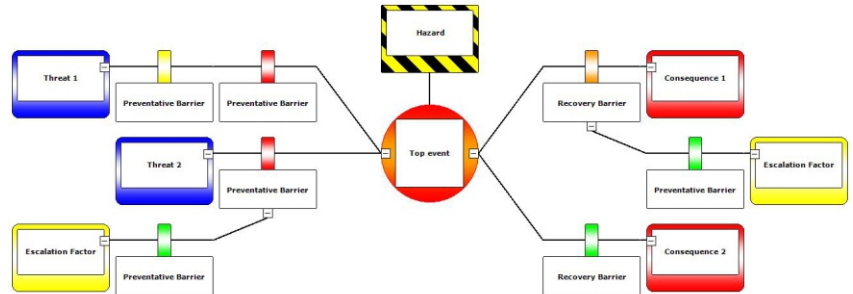 Hazard
Threat 1
Preventative Barrier
Preventative Barrier
Recovery Barrier
Consequence 1
Top event
Threat 2
Preventative Barrier
Preventative Barrier
Escalation Factor
Escalation Factor
Preventative Barrier
Recovery Barrier
Consequence 2